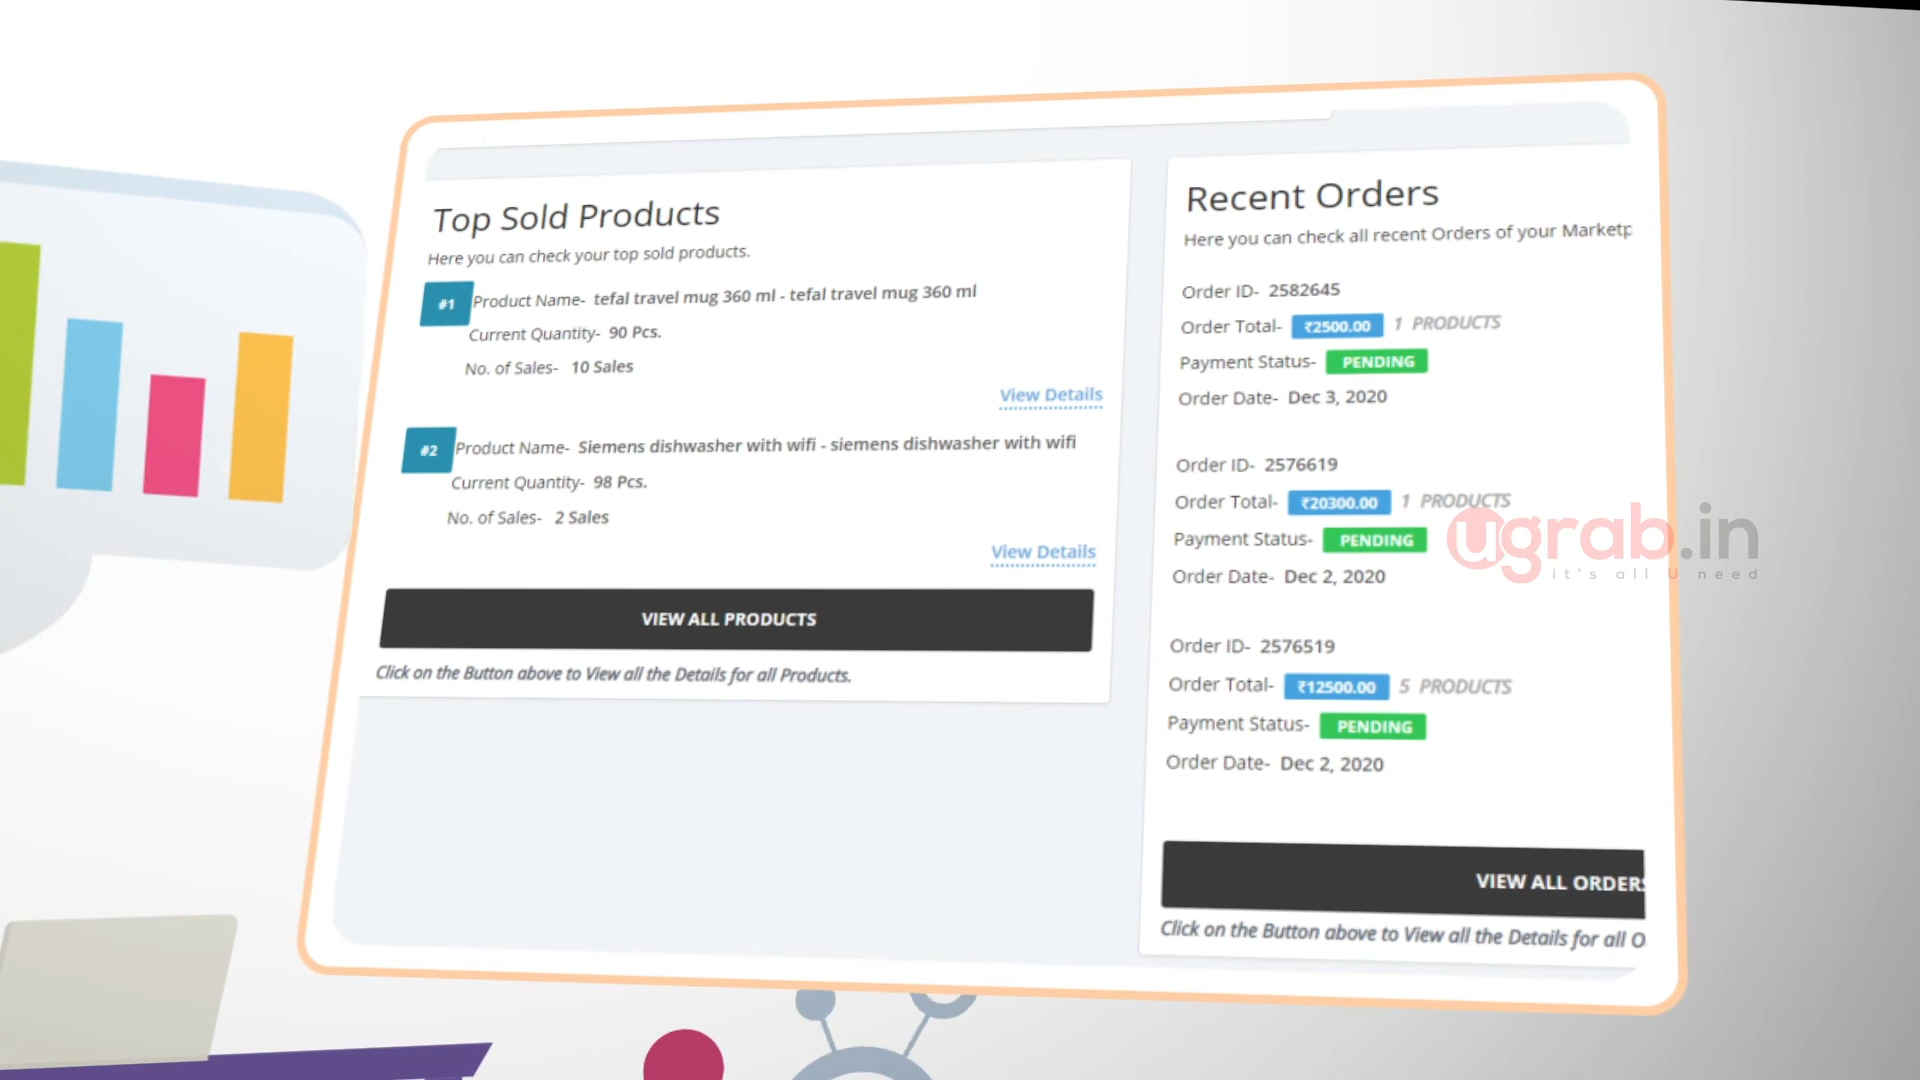 Top Sold Products
Here you can check your top sold products.
#1
Product Name- tefal travel mug 360 ml - tefal travel mug 360 ml
Current Quantity- 90 Pcs.
No. of Sales- 10 Sales
View Details
#2
Product Name- Siemens dishwasher with wifi - siemens dishwasher with wifi
Current Quantity- 98 Pcs.
No. of Sales- 2 Sales
View Details
VIEW ALL PRODUCTS
Click on the Button above to View all the Details for all Products.
Recent Orders
Here you can check all recent Orders of your Marketp
Order ID- 2582645
Order Total- ₹2500.00 1 PRODUCTS
Payment Status- PENDING
Order Date- Dec 3, 2020
Order ID- 2576619
Order Total- ₹20300.00 1 PRODUCTS
Payment Status- PENDING
Order Date- Dec 2, 2020
Order ID- 2576519
Order Total- ₹12500.00 5 PRODUCTS
Payment Status- PENDING
Order Date- Dec 2, 2020
VIEW ALL ORDERS
Click on the Button above to View all the Details for all O
ugrab.in
it's all U need